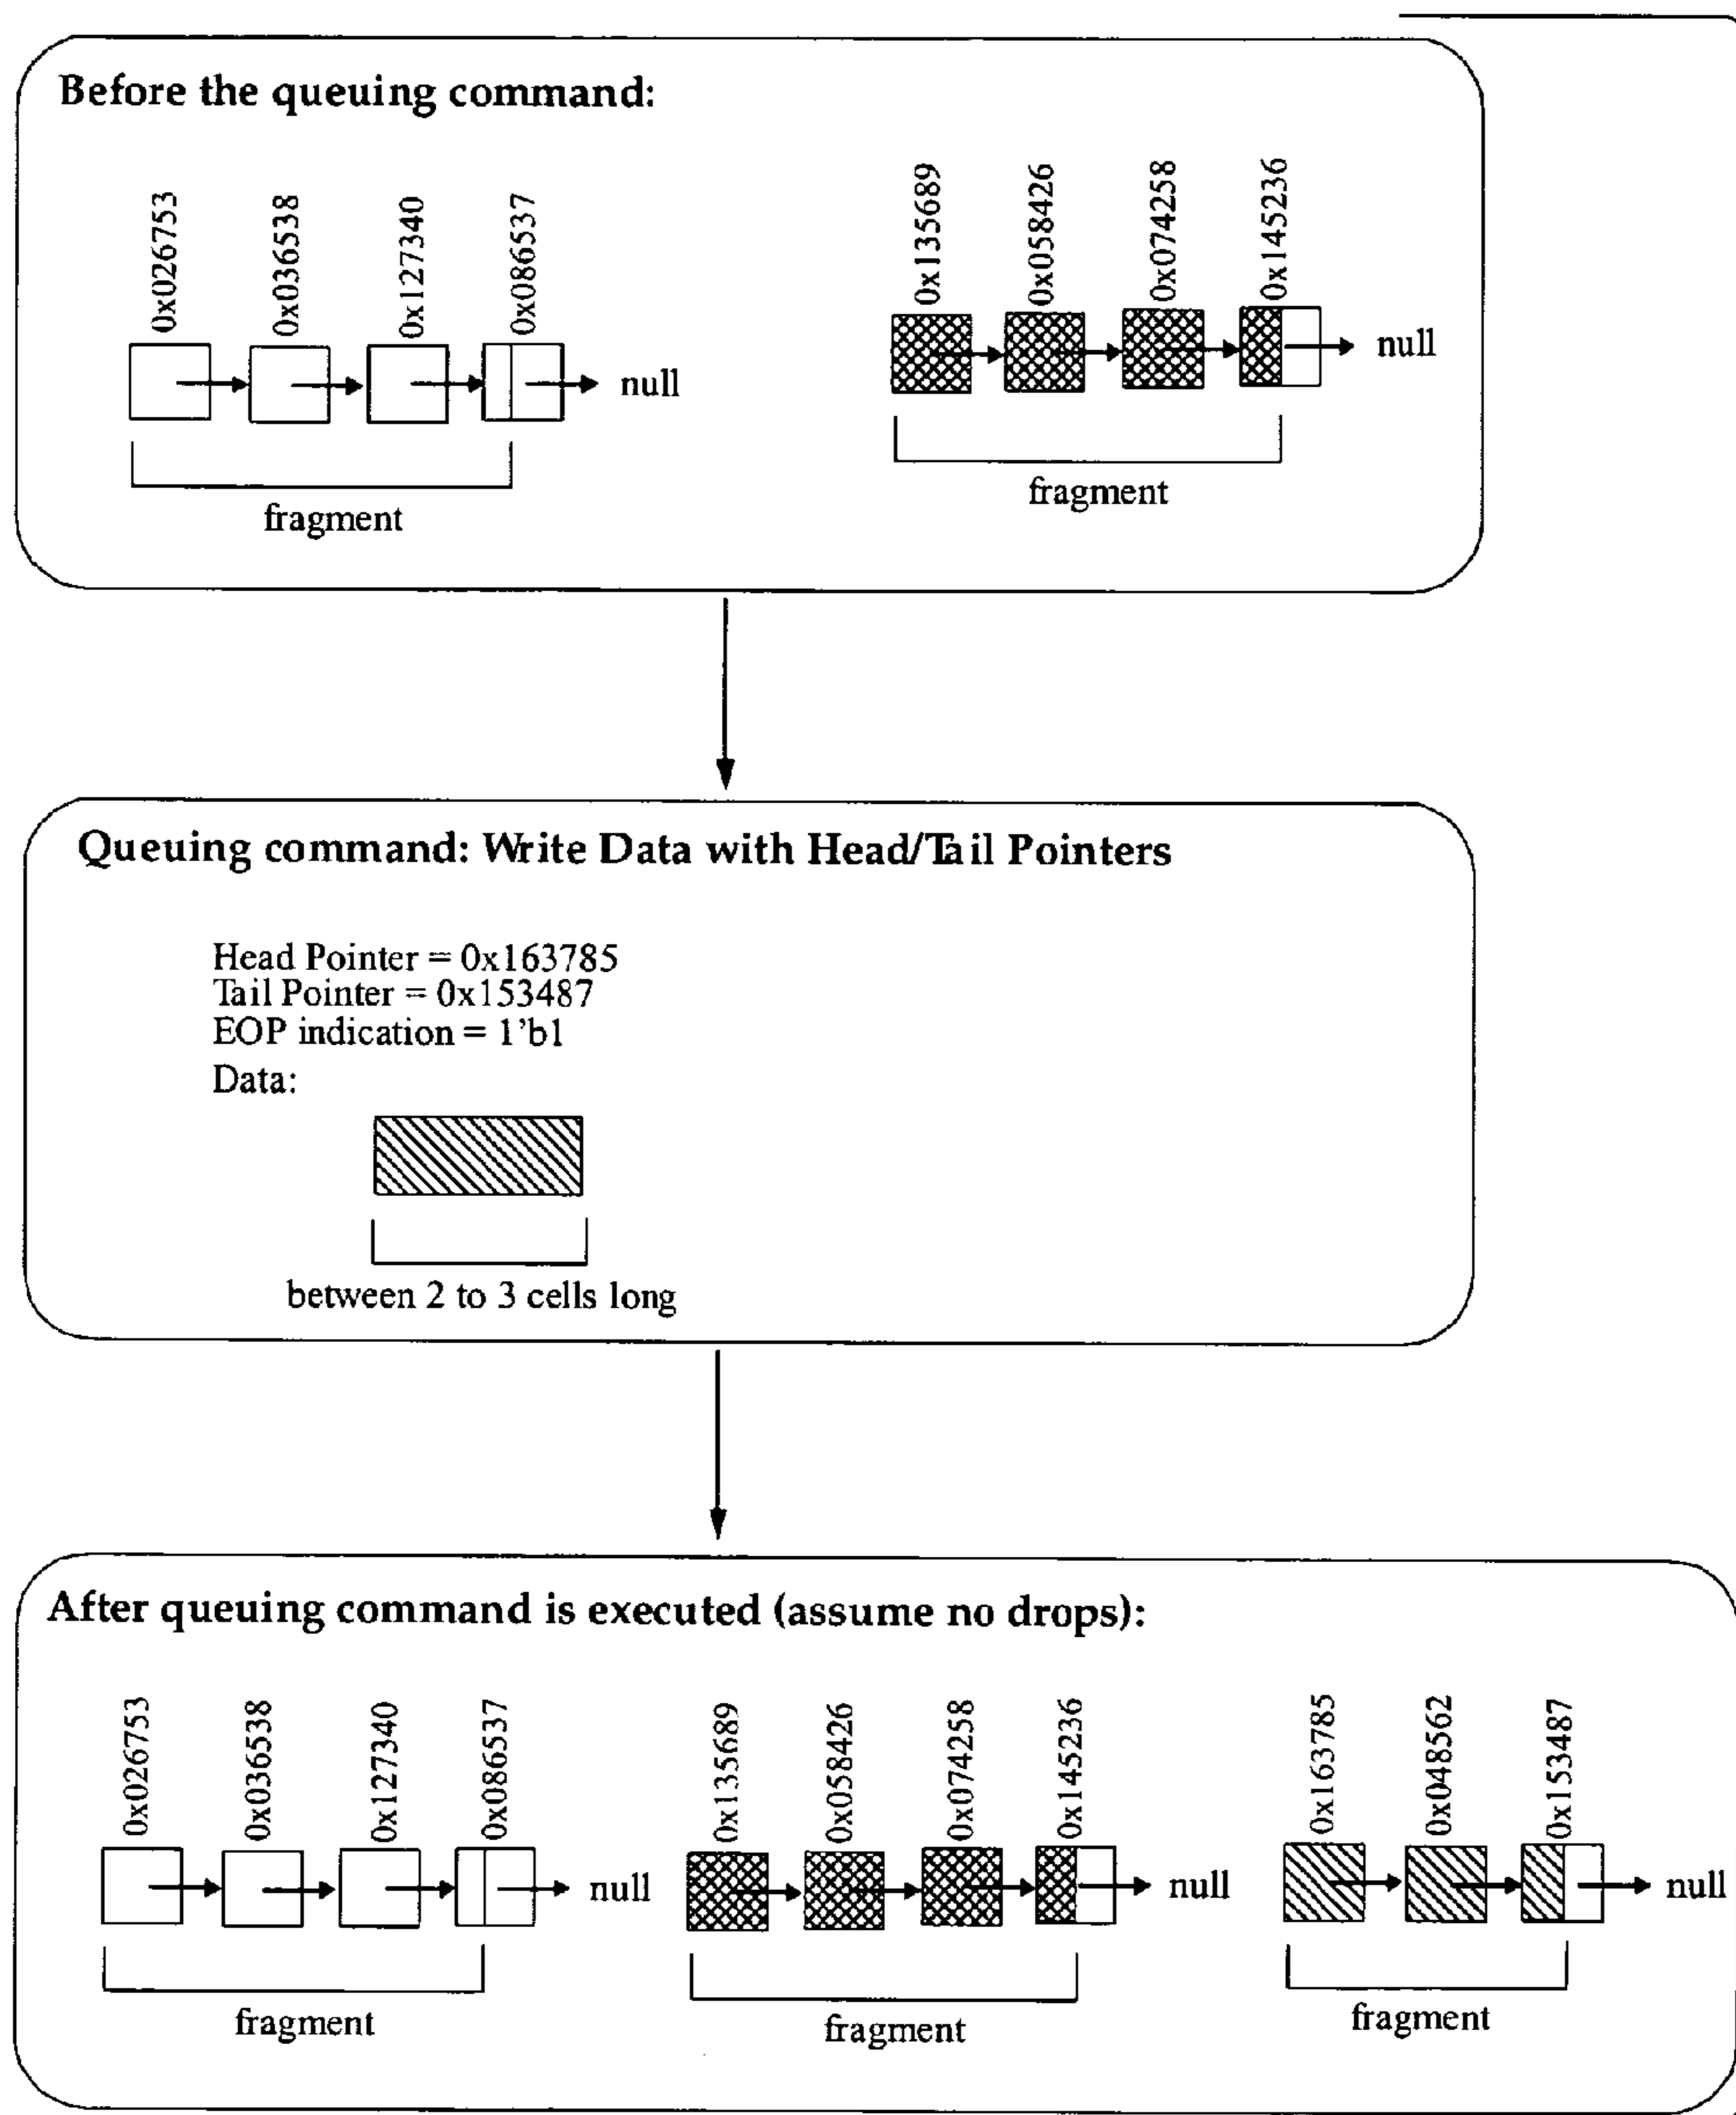 Before the queuing command:
0x026753
0x036538
0x127340
0x086537
0x135689
0x058426
0x074258
0x145236
null
null
fragment
fragment
Queuing command: Write Data with Head/Tail Pointers
Head Pointer = 0x163785
Tail Pointer = 0x153487
EOP indication = 1’b1
Data:
between 2 to 3 cells long
After queuing command is executed (assume no drops):
0x026753
0x036538
0x127340
0x086537
0x135689
0x058426
0x074258
0x145236
0x163785
0x048562
0x153487
null
null
null
fragment
fragment
fragment